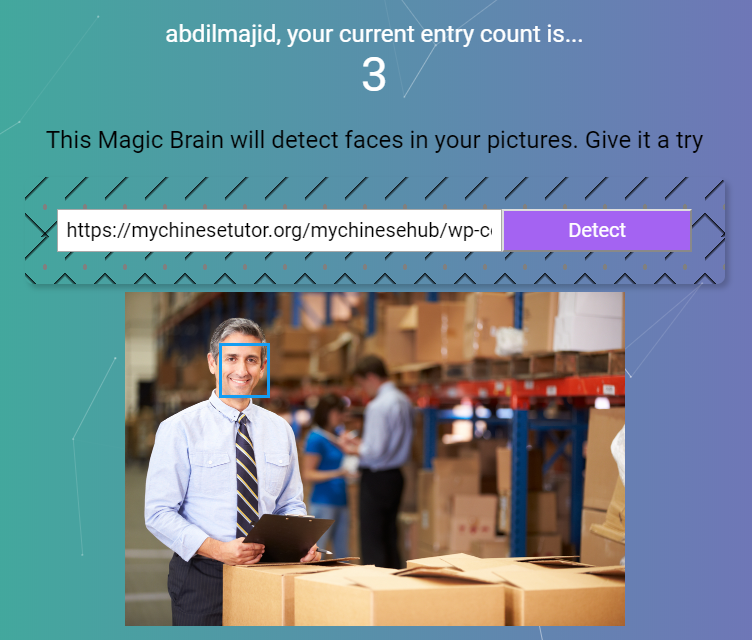 abdilmajid, your current entry count is...
3
This Magic Brain will detect faces in your pictures. Give it a try
https://mychinesetutor.org/mychinesehub/wp-c
Detect